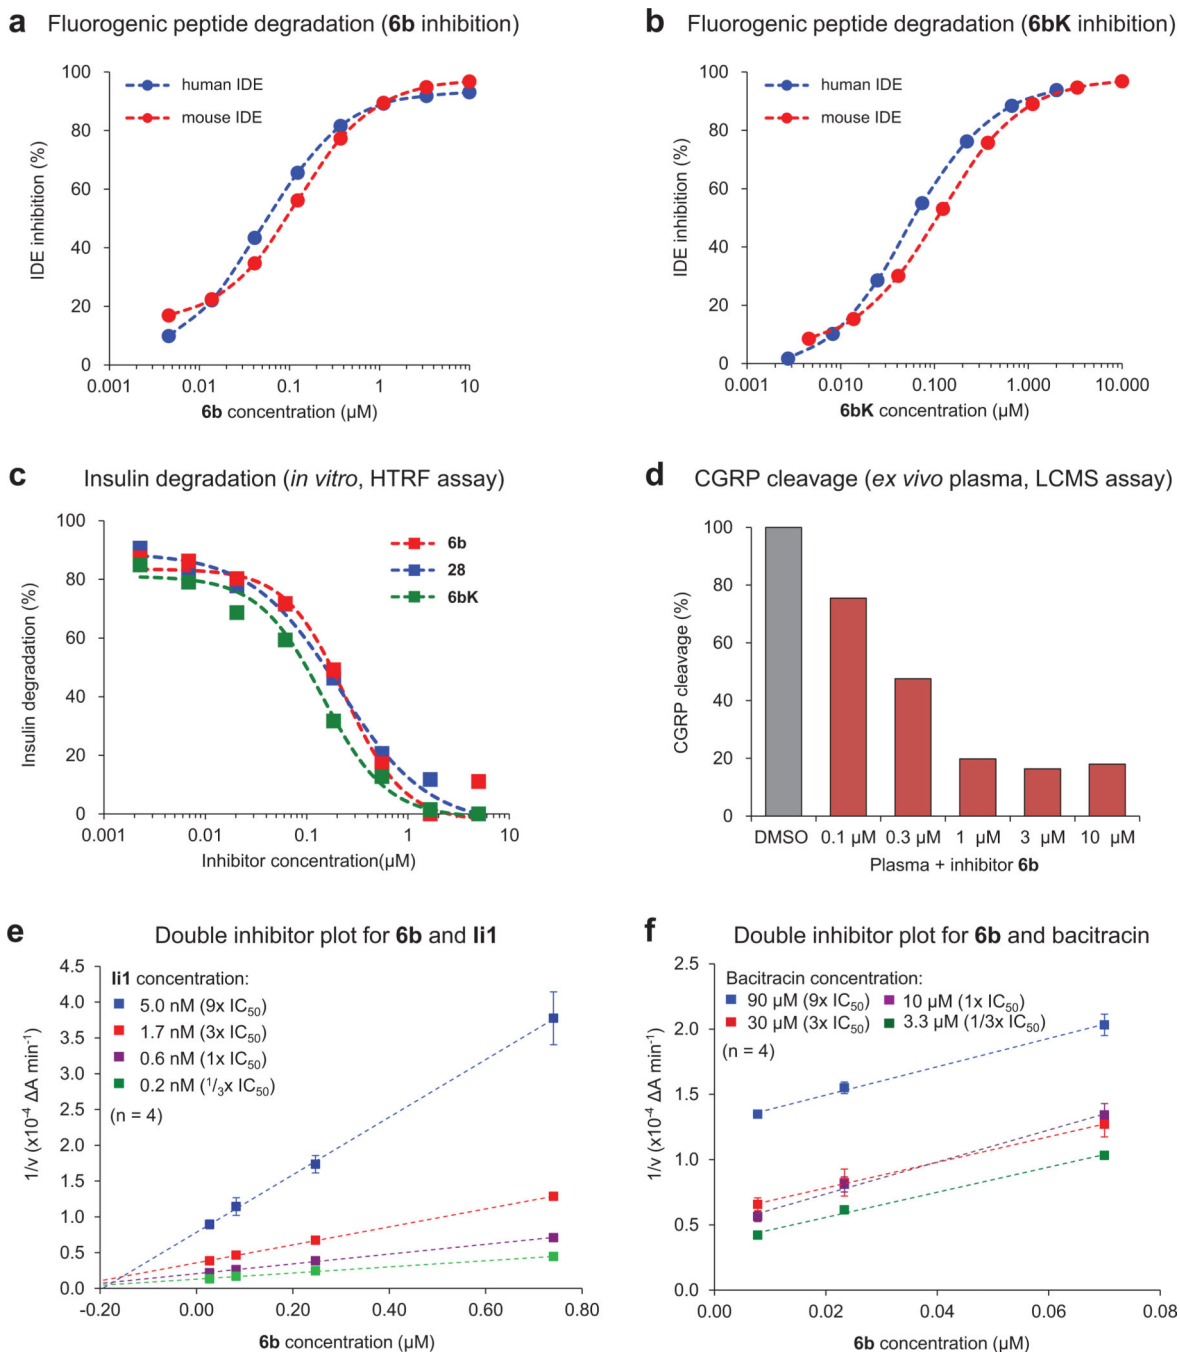 a Fluorogenic peptide degradation (6b inhibition)
IDE inhibition (%)
100
80
60
40
20
0
human IDE
mouse IDE
0.001 0.01 0.1 1 10
6b concentration (µM)
b Fluorogenic peptide degradation (6bK inhibition)
IDE inhibition (%)
100
80
60
40
20
0
human IDE
mouse IDE
0.001 0.010 0.100 1.000 10.000
6bK concentration (µM)
c Insulin degradation (in vitro, HTRF assay)
Insulin degradation (%)
100
80
60
40
20
0
6b
28
6bK
0.001 0.01 0.1 1 10
Inhibitor concentration(µM)
d CGRP cleavage (ex vivo plasma, LCMS assay)
CGRP cleavage (%)
100
80
60
40
20
0
DMSO 0.1 µM 0.3 µM 1 µM 3 µM 10 µM
Plasma + inhibitor 6b
e Double inhibitor plot for 6b and Ii1
1/v (x10⁻⁴ ΔA min⁻¹)
4.5
4.0
3.5
3.0
2.5
2.0
1.5
1.0
0.5
0.0
Ii1 concentration:
5.0 nM (9x IC₅₀)
1.7 nM (3x IC₅₀)
0.6 nM (1x IC₅₀)
0.2 nM (¹/₃x IC₅₀)
(n = 4)
-0.20 0.00 0.20 0.40 0.60 0.80
6b concentration (µM)
f Double inhibitor plot for 6b and bacitracin
1/v (x10⁻⁴ ΔA min⁻¹)
2.5
2.0
1.5
1.0
0.5
0.0
Bacitracin concentration:
90 µM (9x IC₅₀) 10 µM (1x IC₅₀)
30 µM (3x IC₅₀) 3.3 µM (1/3x IC₅₀)
(n = 4)
0.00 0.02 0.04 0.06 0.08
6b concentration (µM)